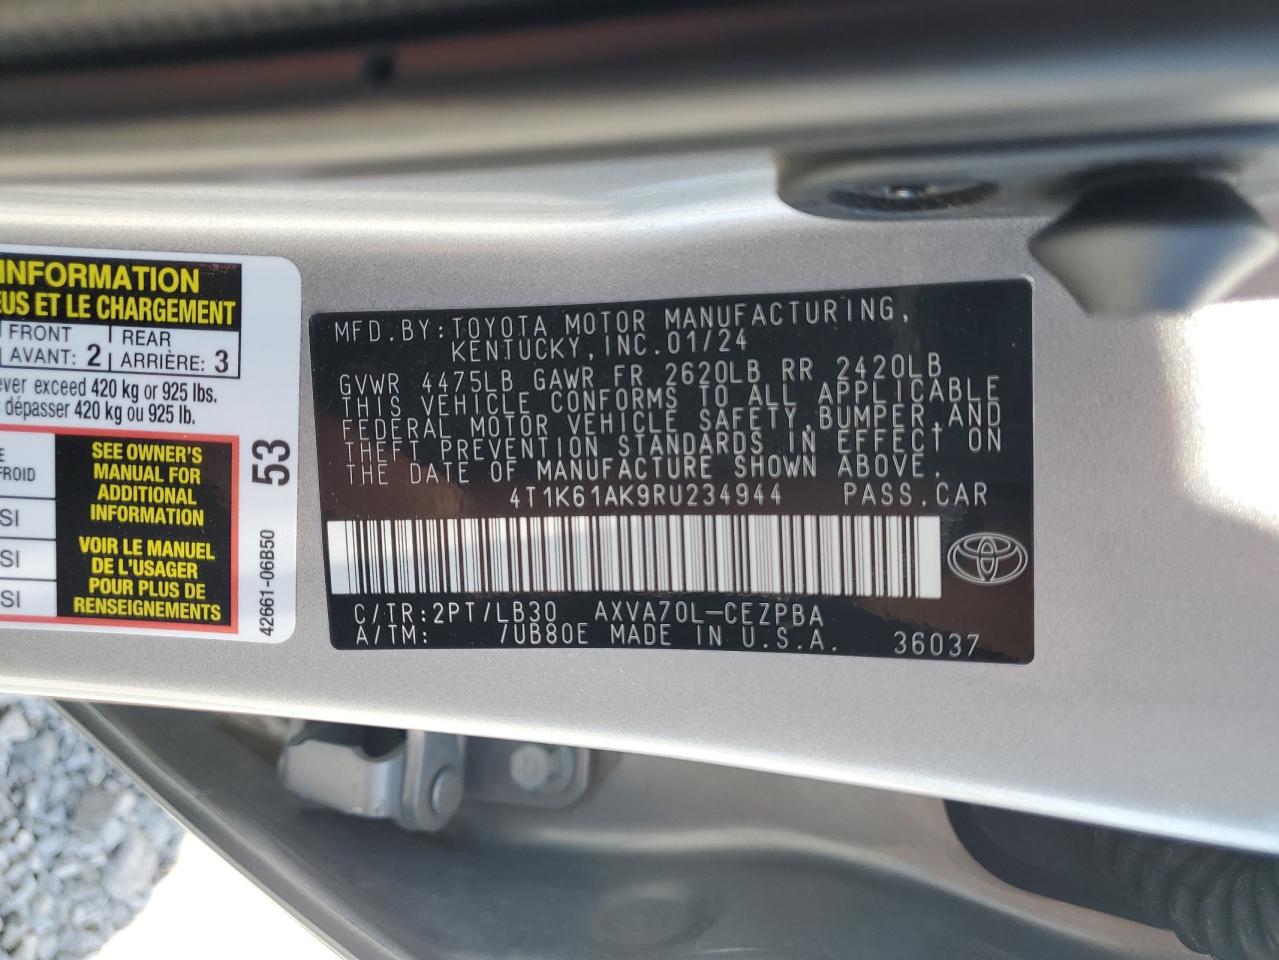 INFORMATION
EUS ET LE CHARGEMENT
FRONT
AVANT: 2
REAR
ARRIÈRE: 3
ever exceed 420 kg or 925 lbs.
dépasser 420 kg ou 925 lb.
FROID
SI
SI
SI
SEE OWNER'S
MANUAL FOR
ADDITIONAL
INFORMATION
VOIR LE MANUEL
DE L'USAGER
POUR PLUS DE
RENSEIGNEMENTS
53
42661-06B50
MFD.BY:TOYOTA MOTOR MANUFACTURING,
KENTUCKY,INC.01/24
GVWR 4475LB GAWR FR 2620LB RR 2420LB
THIS VEHICLE CONFORMS TO ALL APPLICABLE
FEDERAL MOTOR VEHICLE SAFETY,BUMPER,AND
THEFT PREVENTION STANDARDS IN EFFECT ON
THE DATE OF MANUFACTURE SHOWN ABOVE.
4T1K61AK9RU234944 PASS.CAR
C/TR:2PT/LB30 AXVA70L-CEZPBA
A/TM: /UB80E MADE IN U.S.A. 36037